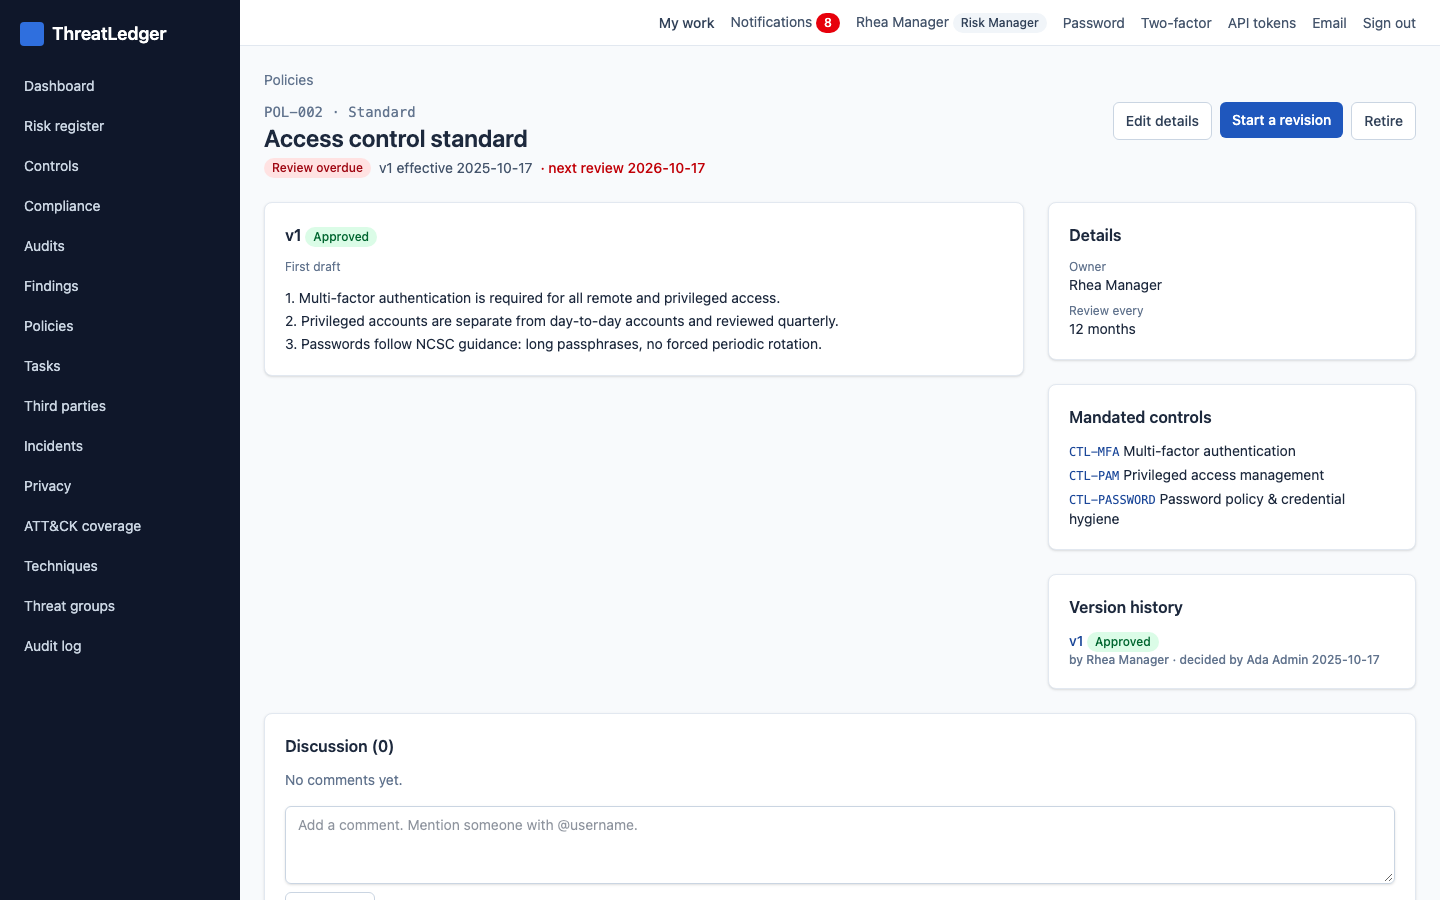 ThreatLedger
Dashboard
Risk register
Controls
Compliance
Audits
Findings
Policies
Tasks
Third parties
Incidents
Privacy
ATT&CK coverage
Techniques
Threat groups
Audit log
My work Notifications 8 Rhea Manager Risk Manager Password Two-factor API tokens Email Sign out
Policies
POL-002 · Standard
Access control standard
Review overdue v1 effective 2025-10-17 · next review 2026-10-17
Edit details Start a revision Retire
v1 Approved
First draft
1. Multi-factor authentication is required for all remote and privileged access.
2. Privileged accounts are separate from day-to-day accounts and reviewed quarterly.
3. Passwords follow NCSC guidance: long passphrases, no forced periodic rotation.
Details
Owner
Rhea Manager
Review every
12 months
Mandated controls
CTL-MFA Multi-factor authentication
CTL-PAM Privileged access management
CTL-PASSWORD Password policy & credential
hygiene
Version history
v1 Approved
by Rhea Manager · decided by Ada Admin 2025-10-17
Discussion (0)
No comments yet.
Add a comment. Mention someone with @username.